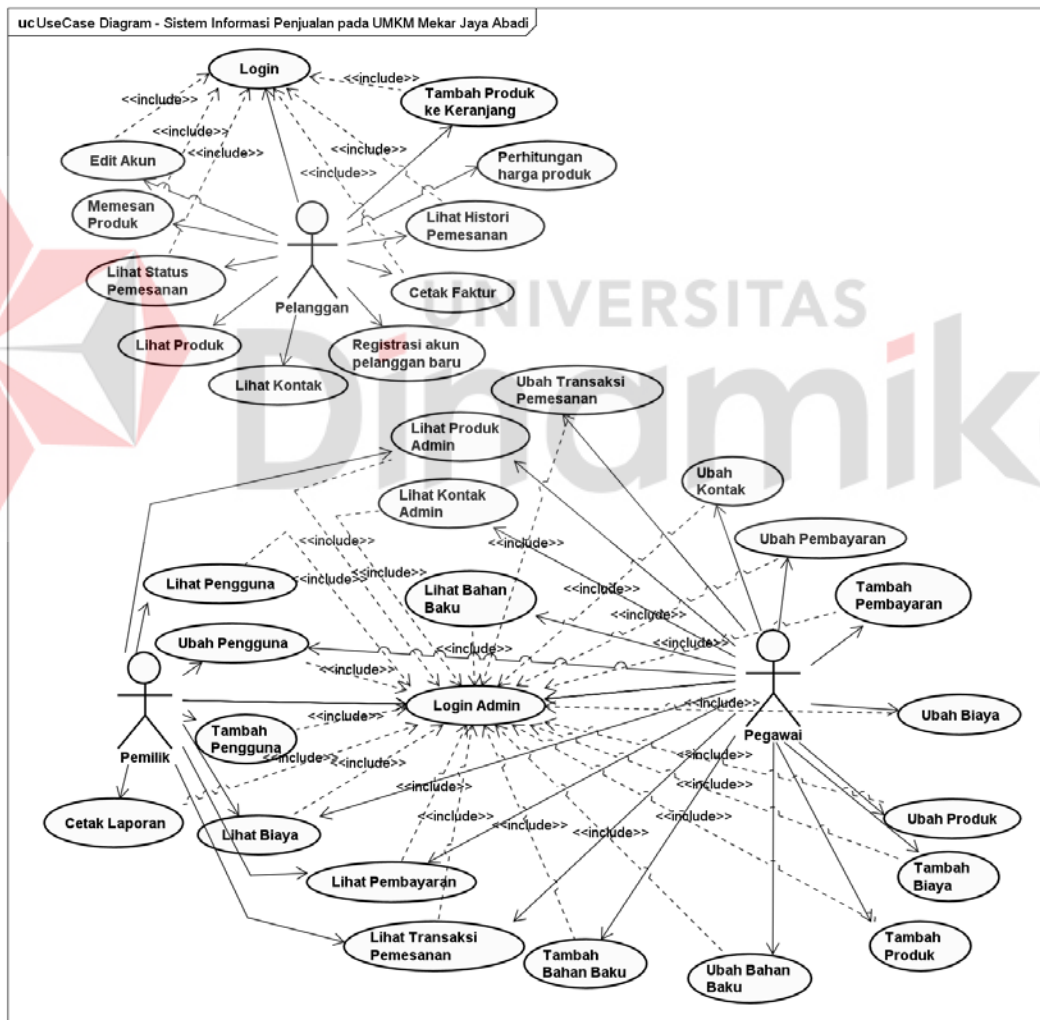 uc UseCase Diagram - Sistem Informasi Penjualan pada UMKM Mekar Jaya Abadi
Login
<<include>>
Tambah Produk
ke Keranjang
<<include>>
<<include>>
<<include>>
<<include>>
<<include>>
Edit Akun
Perhitungan
harga produk
Memesan
Produk
Lihat Histori
Pemesanan
Lihat Status
Pemesanan
Cetak Faktur
Pelanggan
UNIVERSITAS
Dinamika
Lihat Produk
Registrasi akun
pelanggan baru
Lihat Kontak
Ubah Transaksi
Pemesanan
Lihat Produk
Admin
Ubah
Kontak
Lihat Kontak
Admin
Ubah Pembayaran
<<include>>
<<include>>
Lihat Pengguna
<<include>>
<<include>>
Lihat Bahan
Baku
<<include>>
Tambah
Pembayaran
Ubah Pengguna
<<include>>
<<include>>
<<include>>
<<include>>
<<include>>
Login Admin
<<include>>
Ubah Biaya
Pemilik
Tambah
Pengguna
<<include>>
Pegawai
<<include>>
<<include>>
<<include>>
<<include>>
<<include>>
Cetak Laporan
Lihat Biaya
<<include>>
<<include>>
<<include>>
<<include>>
Ubah Produk
Lihat Pembayaran
Tambah
Biaya
Lihat Transaksi
Pemesanan
Tambah
Bahan Baku
Ubah Bahan
Baku
Tambah
Produk